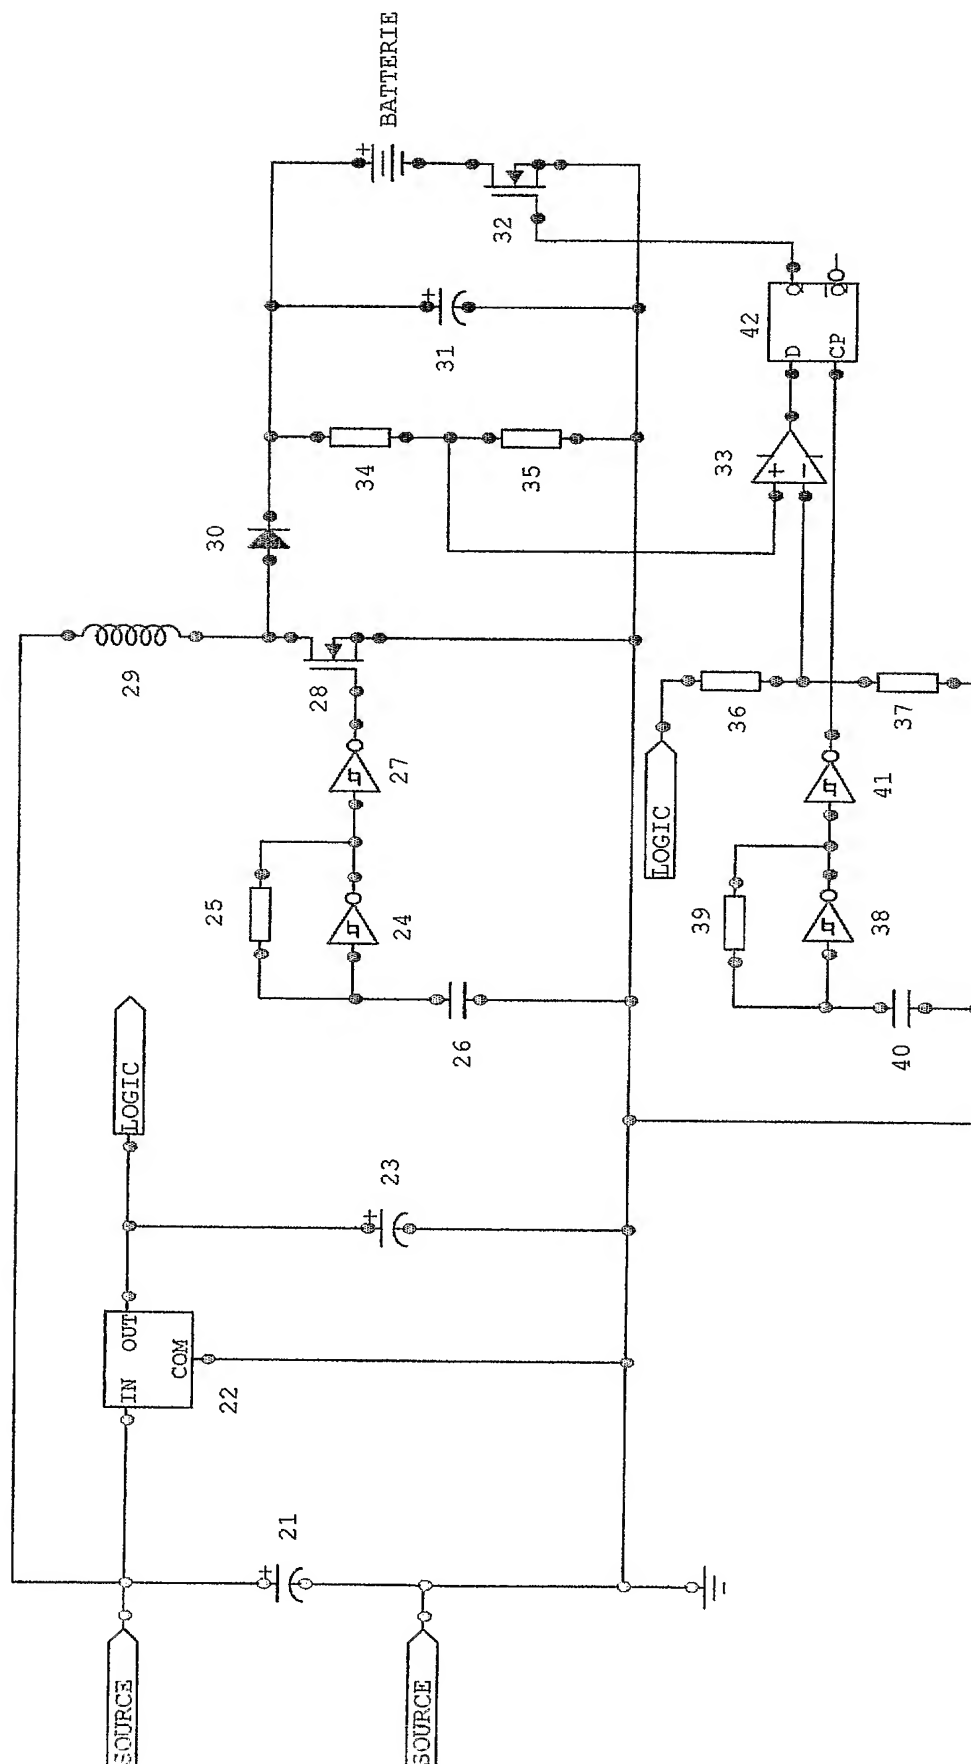 SOURCE
SOURCE
21
IN
OUT
COM
22
LOGIC
23
24
25
26
27
28
29
30
31
32
BATTERIE
+
+
+
+
34
35
LOGIC
36
37
33
+
−
38
39
40
41
42
D
CP
Q
Q